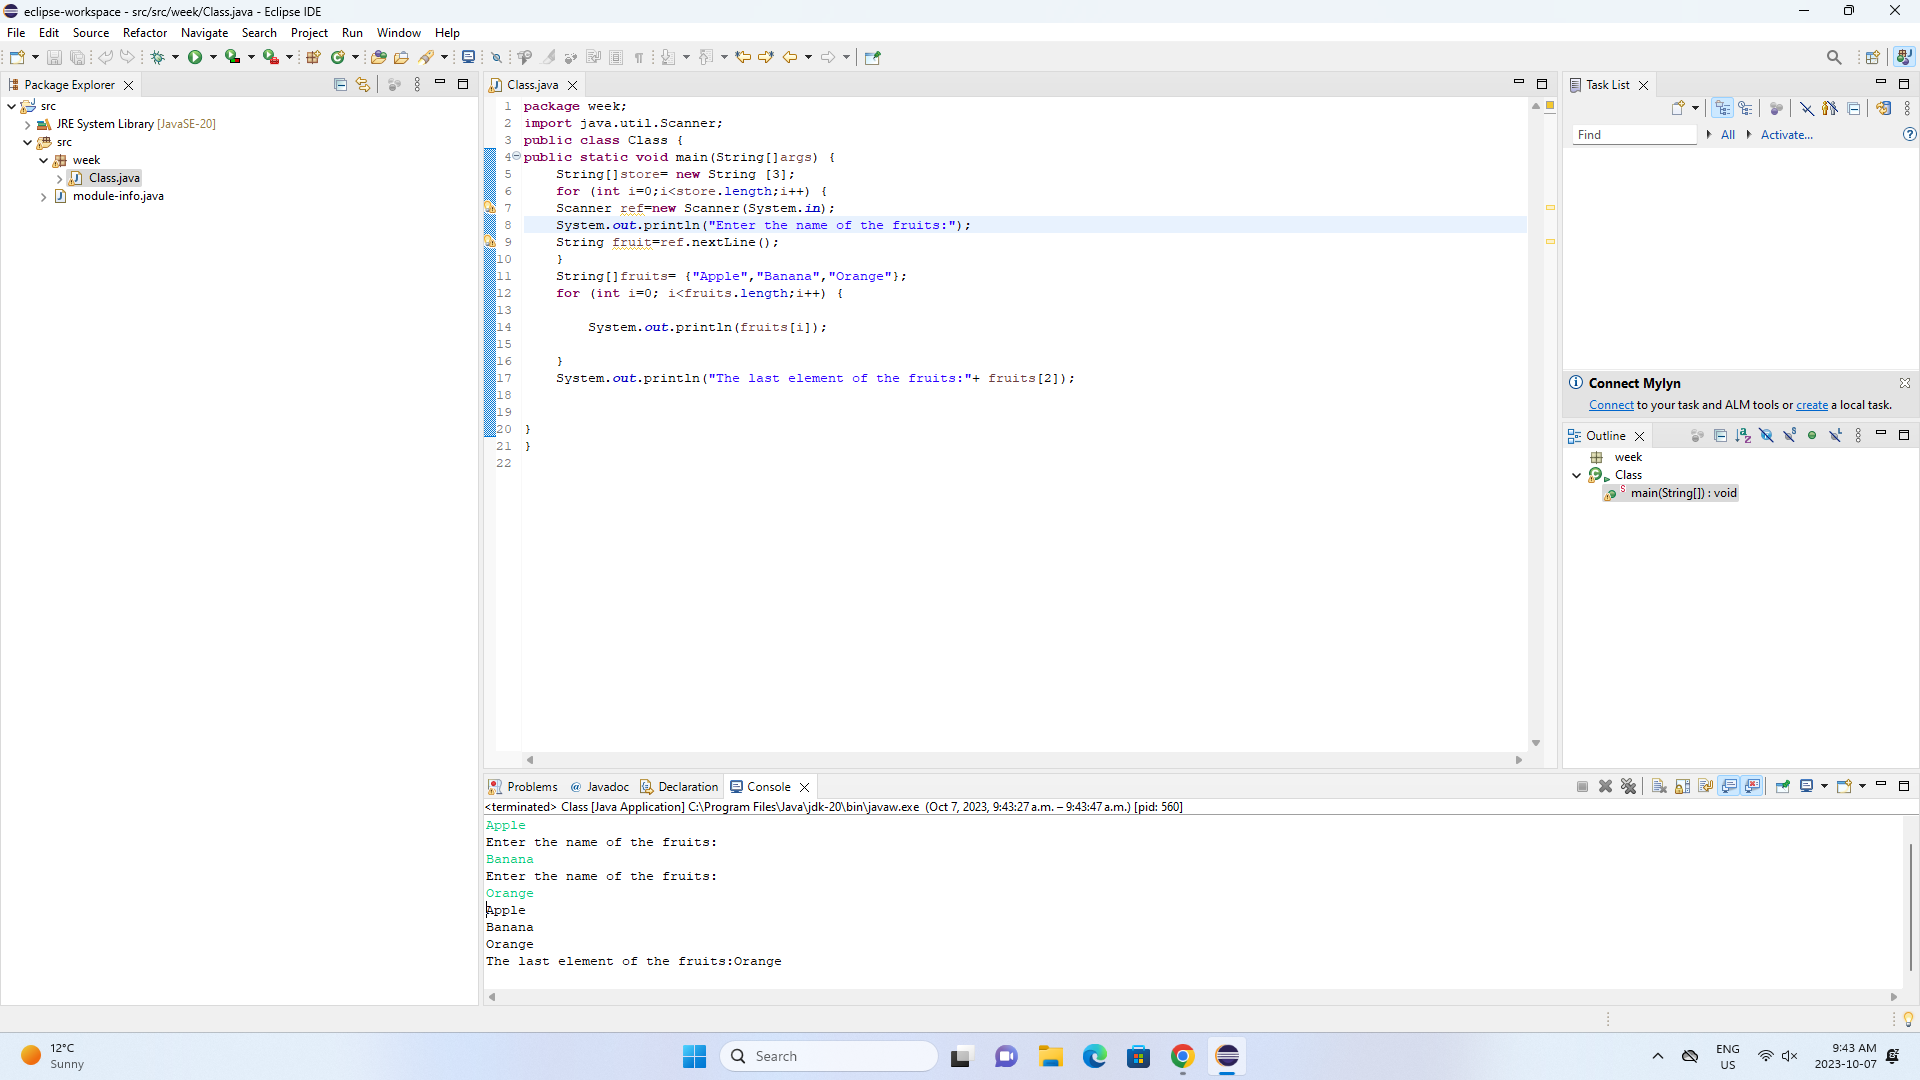 eclipse-workspace - src/src/week/Class.java - Eclipse IDE
File Edit Source Refactor Navigate Search Project Run Window Help
Package Explorer
src
JRE System Library [JavaSE-20]
src
week
Class.java
module-info.java
Class.java
1 package week;
2 import java.util.Scanner;
3 public class Class {
4 public static void main(String[]args) {
5 String[]store= new String [3];
6 for (int i=0;i<store.length;i++) {
7 Scanner ref=new Scanner(System.in);
8 System.out.println("Enter the name of the fruits:");
9 String fruit=ref.nextLine();
10 }
11 String[]fruits= {"Apple","Banana","Orange"};
12 for (int i=0; i<fruits.length;i++) {
13
14 System.out.println(fruits[i]);
15
16 }
17 System.out.println("The last element of the fruits:"+ fruits[2]);
18
19
20 }
21 }
22
Task List
Find All Activate...
Connect Mylyn
Connect to your task and ALM tools or create a local task.
Outline
week
Class
main(String[]) : void
Problems Javadoc Declaration Console
<terminated> Class [Java Application] C:\Program Files\Java\jdk-20\bin\javaw.exe (Oct 7, 2023, 9:43:27 a.m. – 9:43:47 a.m.) [pid: 560]
Apple
Enter the name of the fruits:
Banana
Enter the name of the fruits:
Orange
Apple
Banana
Orange
The last element of the fruits:Orange
12°C
Sunny
Search
ENG
US
9:43 AM
2023-10-07